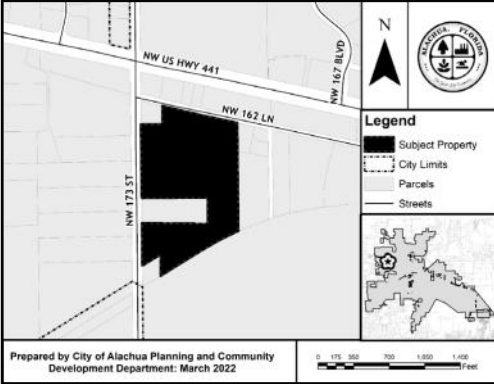 NW US HWY 441
NW 167 BLVD
NW 162 LN
NW 173 ST
N
ALACHUA, FLORIDA
Legend
Subject Property
City Limits
Parcels
Streets
Prepared by City of Alachua Planning and Community
Development Department: March 2022
0 175 350 700 1,050 1,400
Feet